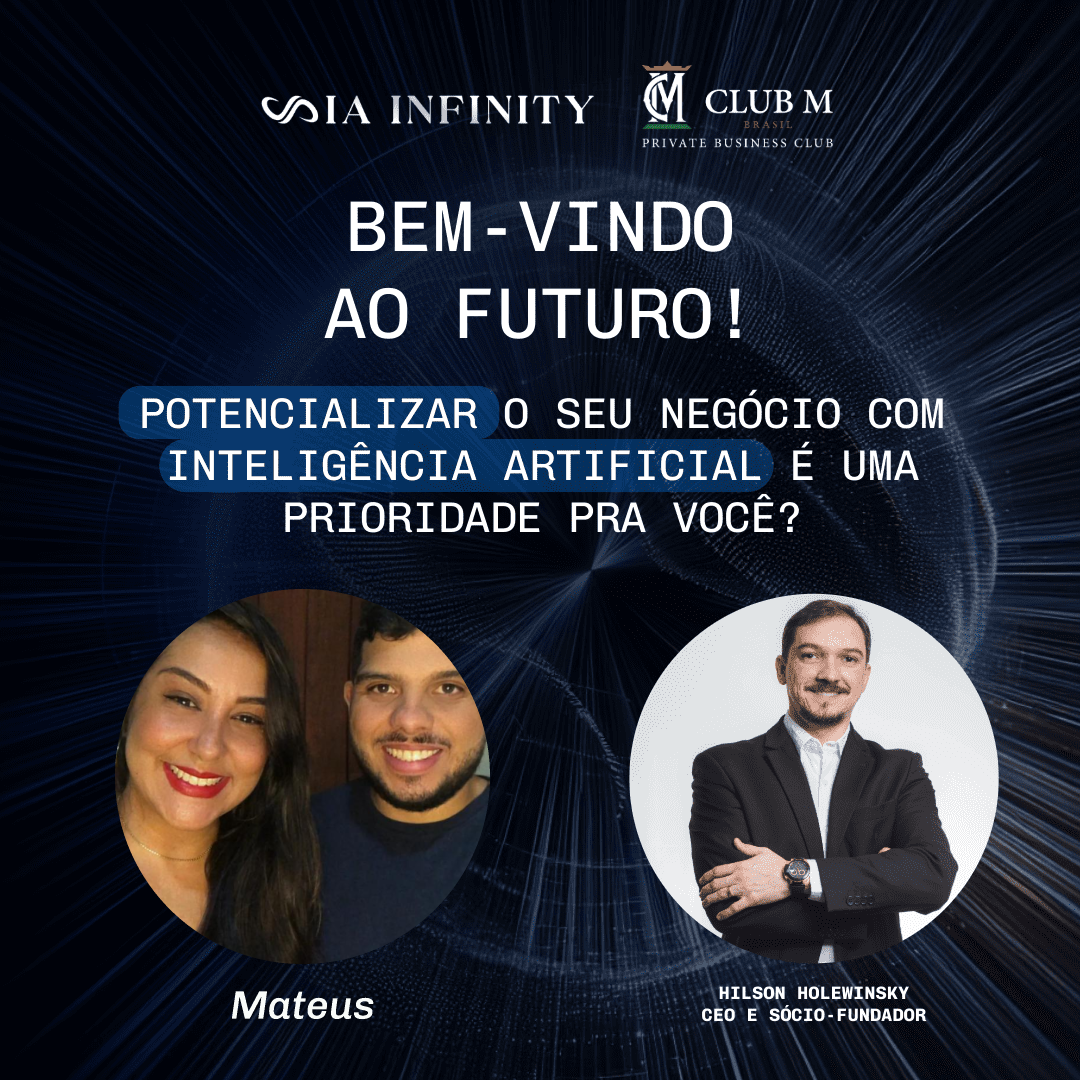 IA INFINITY
CM
CLUB M
BRASIL
PRIVATE BUSINESS CLUB
BEM-VINDO
AO FUTURO!
POTENCIALIZAR O SEU NEGÓCIO COM
INTELIGÊNCIA ARTIFICIAL É UMA
PRIORIDADE PRA VOCÊ?
Mateus
HILSON HOLEWINSKY
CEO E SÓCIO-FUNDADOR